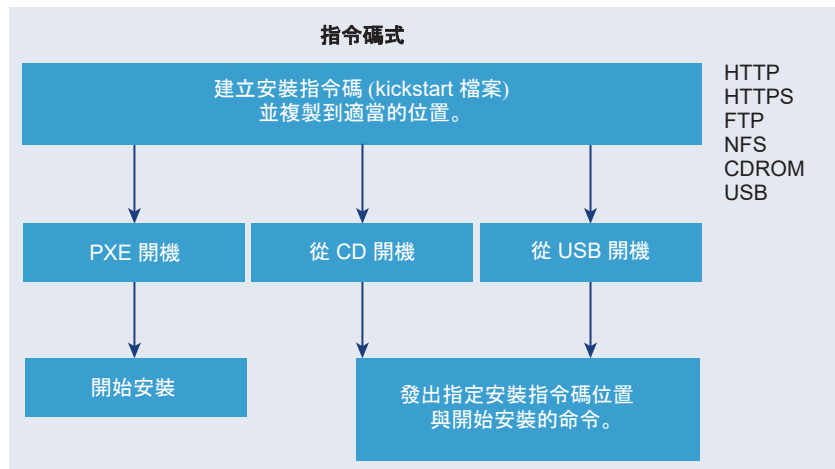 指令碼式
建立安裝指令碼 (kickstart 檔案)
並複製到適當的位置。
HTTP
HTTPS
FTP
NFS
CDROM
USB
PXE 開機
從 CD 開機
從 USB 開機
開始安裝
發出指定安裝指令碼位置
與開始安裝的命令。